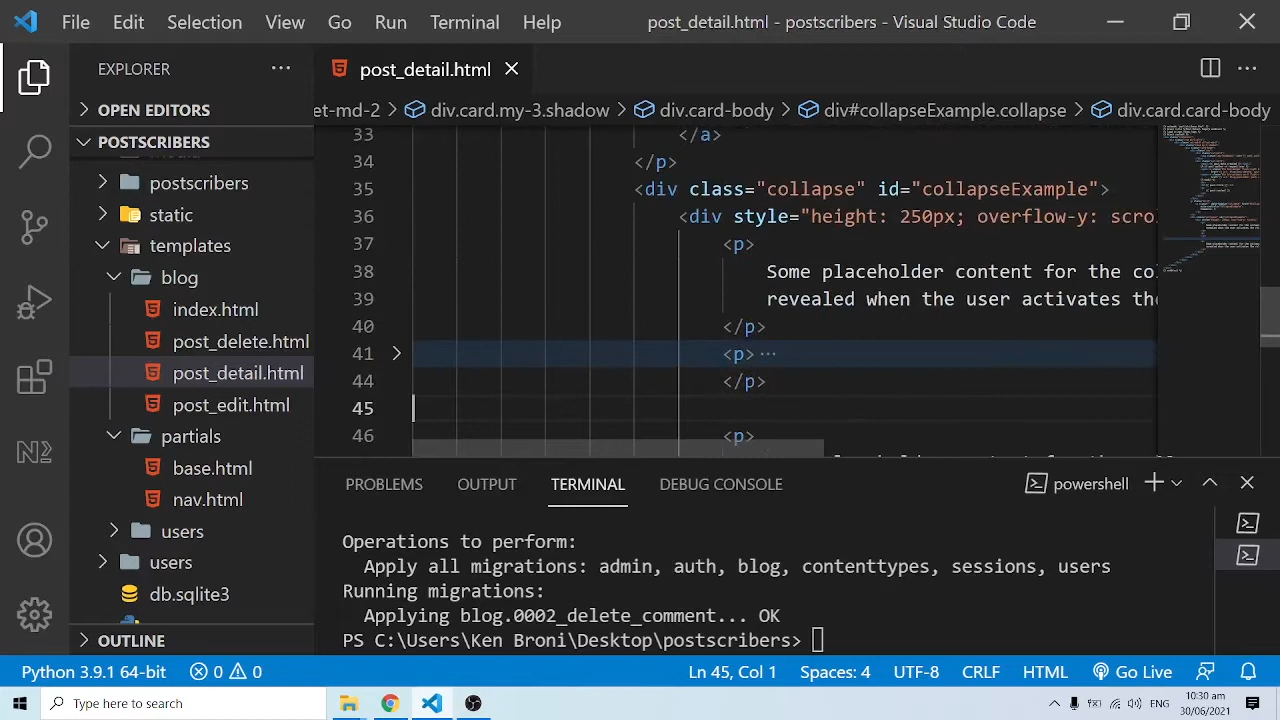 File Edit Selection View Go Run Terminal Help post_detail.html - postscribers - Visual Studio Code
EXPLORER
OPEN EDITORS
POSTSCRIBERS
postscribers
static
templates
blog
index.html
post_delete.html
post_detail.html
post_edit.html
partials
base.html
nav.html
users
users
db.sqlite3
OUTLINE
post_detail.html
et-md-2 > div.card.my-3.shadow > div.card-body > div#collapseExample.collapse > div.card.card-body
33 </a>
34 </p>
35 <div class="collapse" id="collapseExample">
36 <div style="height: 250px; overflow-y: scrol
37 <p>
38 Some placeholder content for the co
39 revealed when the user activates the
40 </p>
41 <p>···
44 </p>
45
46 <p>
PROBLEMS OUTPUT TERMINAL DEBUG CONSOLE powershell
Operations to perform:
Apply all migrations: admin, auth, blog, contenttypes, sessions, users
Running migrations:
Applying blog.0002_delete_comment... OK
PS C:\Users\Ken Broni\Desktop\postscribers>
Python 3.9.1 64-bit 0 0 Ln 45, Col 1 Spaces: 4 UTF-8 CRLF HTML Go Live
Type here to search
ENG
10:30 am
30/06/2021